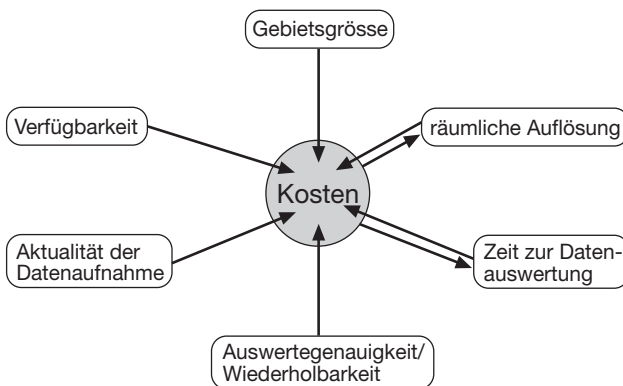 Gebietsgrösse
Verfügbarkeit
räumliche Auflösung
Kosten
Aktualität der
Datenaufnahme
Zeit zur Daten-
auswertung
Auswertegenauigkeit/
Wiederholbarkeit